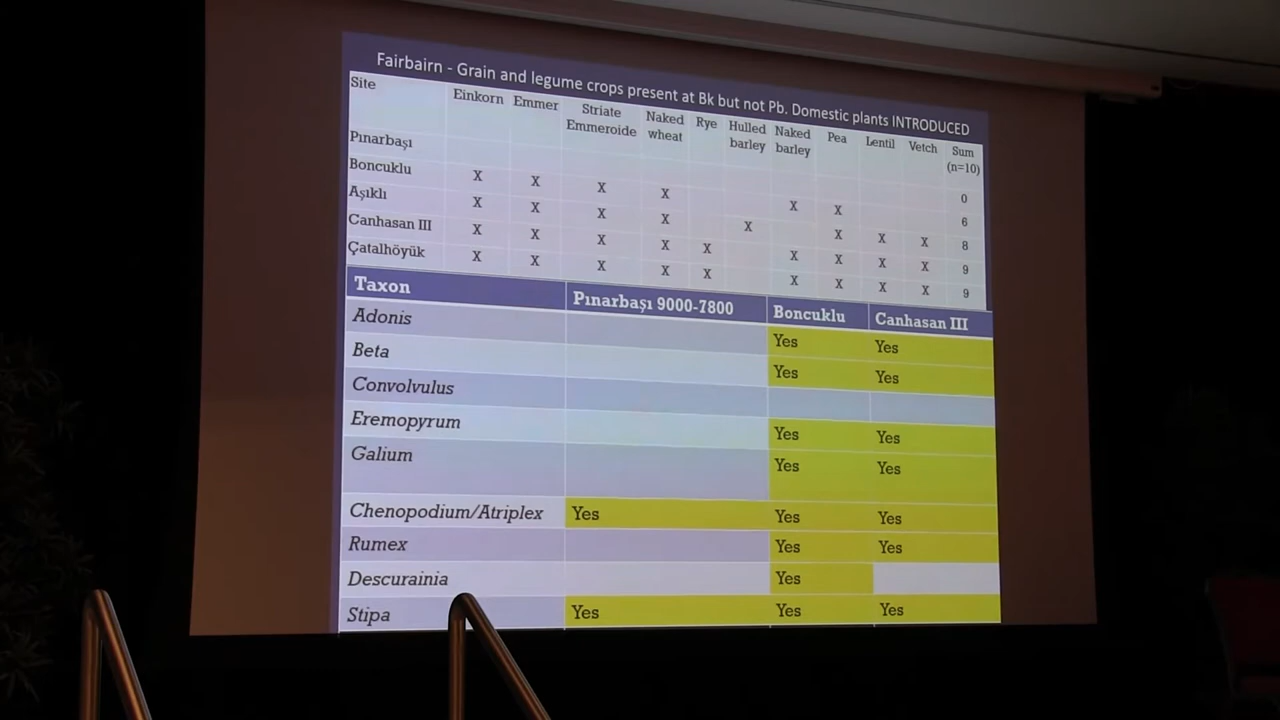 Fairbairn - Grain and legume crops present at Bk but not Pb. Domestic plants INTRODUCED
Site Einkorn Emmer Striate Emmeroide Naked wheat Rye Hulled barley Naked barley Pea Lentil Vetch Sum (n=10)
Pınarbaşı 0
Boncuklu X X X X X X 6
Aşıklı X X X X X X X X 8
Canhasan III X X X X X X X X X 9
Çatalhöyük X X X X X X X X X 9
Taxon Pınarbaşı 9000-7800 Boncuklu Canhasan III
Adonis Yes Yes
Beta Yes Yes
Convolvulus
Eremopyrum Yes Yes
Galium Yes Yes
Chenopodium/Atriplex Yes Yes Yes
Rumex Yes Yes
Descurainia Yes
Stipa Yes Yes Yes